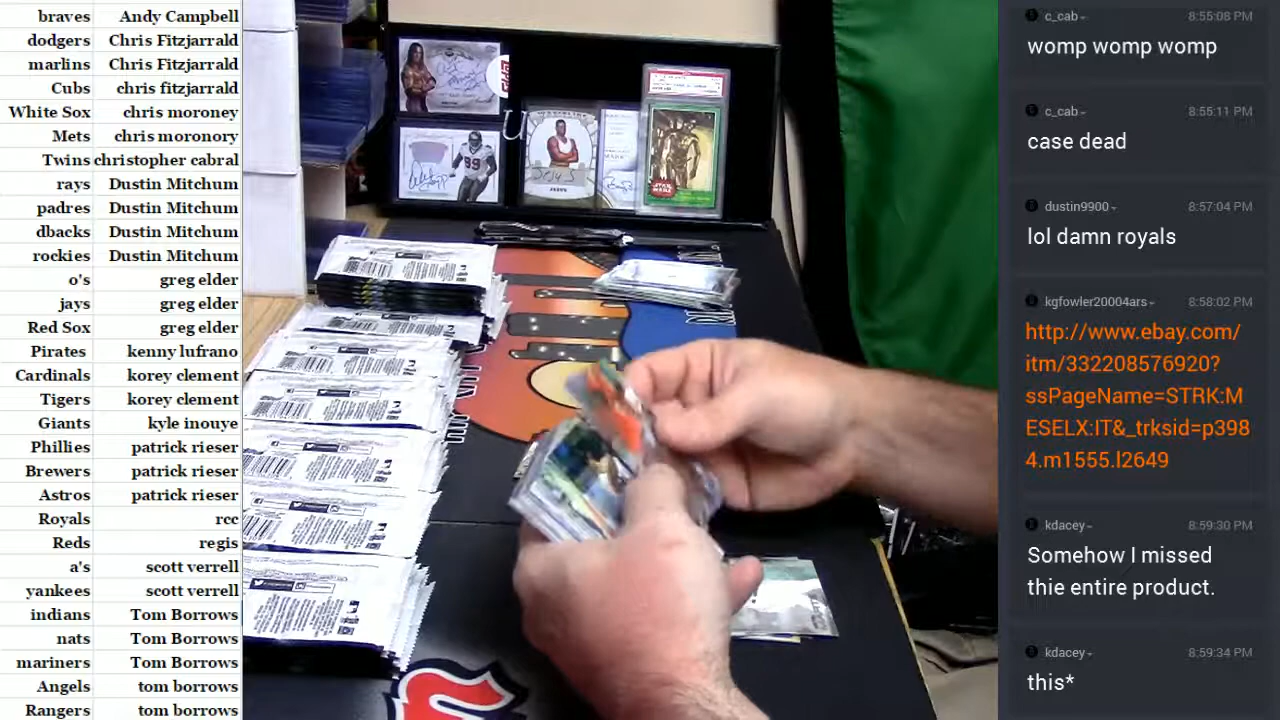 braves Andy Campbell
dodgers Chris Fitzjarrald
marlins Chris Fitzjarrald
Cubs chris fitzjarrald
White Sox chris moroney
Mets chris moronory
Twins christopher cabral
rays Dustin Mitchum
padres Dustin Mitchum
dbacks Dustin Mitchum
rockies Dustin Mitchum
o's greg elder
jays greg elder
Red Sox greg elder
Pirates kenny lufrano
Cardinals korey clement
Tigers korey clement
Giants kyle inouye
Phillies patrick rieser
Brewers patrick rieser
Astros patrick rieser
Royals rcc
Reds regis
a's scott verrell
yankees scott verrell
indians Tom Borrows
nats Tom Borrows
mariners Tom Borrows
Angels tom borrows
Rangers tom borrows
STAR
WARS
c_cab 8:55:08 PM
womp womp womp
c_cab 8:55:11 PM
case dead
dustin9900 8:57:04 PM
lol damn royals
kgfowler20004ars 8:58:02 PM
http://www.ebay.com/
itm/332208576920?
ssPageName=STRK:M
ESELX:IT&_trksid=p398
4.m1555.l2649
kdacey 8:59:30 PM
Somehow I missed
thie entire product.
kdacey 8:59:34 PM
this*